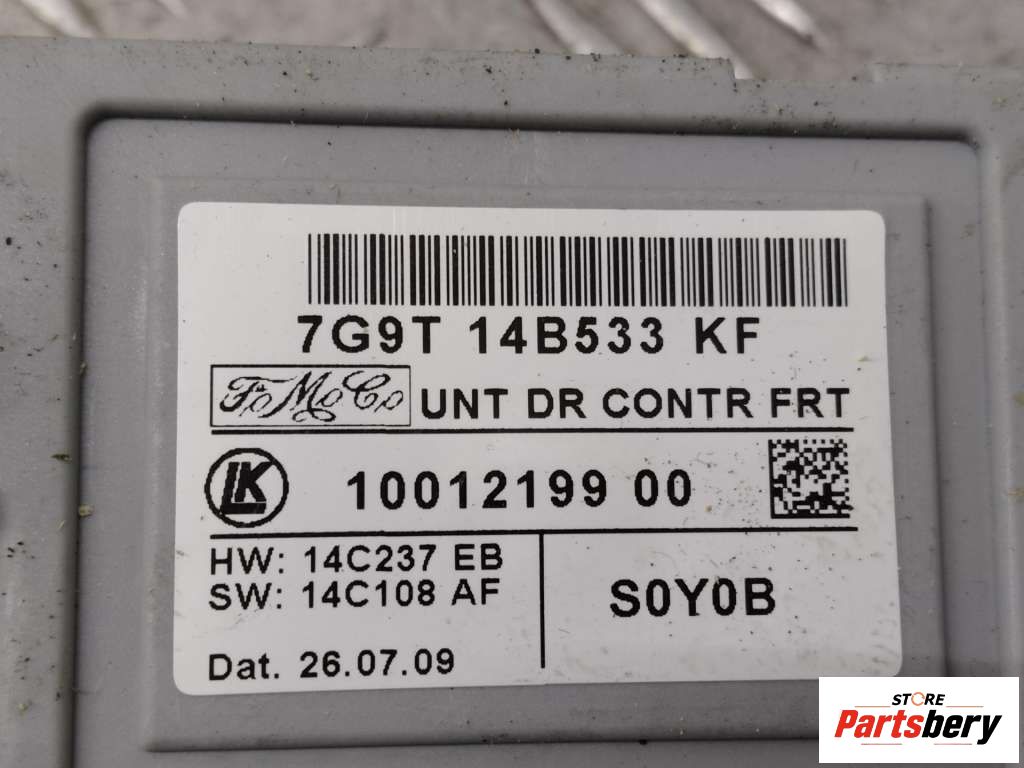 7G9T 14B533 KF
FoMoCo UNT DR CONTR FRT
LK 10012199 00
HW: 14C237 EB
SW: 14C108 AF
S0Y0B
Dat. 26.07.09
STORE
Partsbery